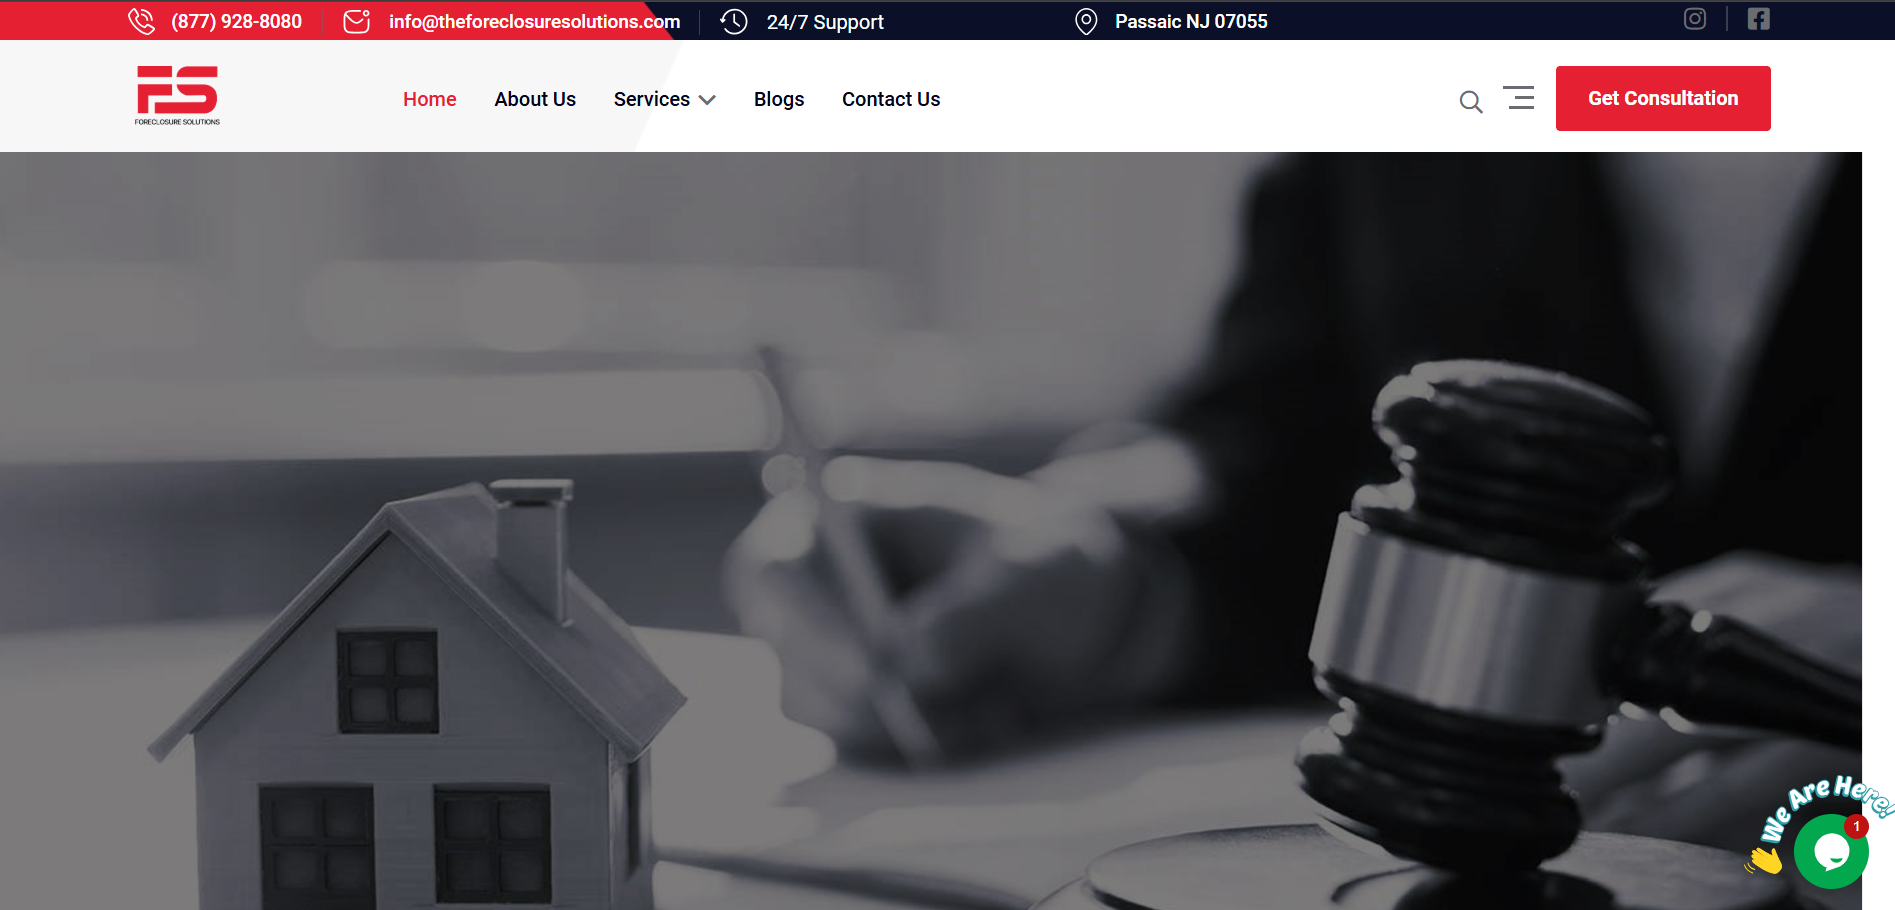 (877) 928-8080
info@theforeclosuresolutions.com
24/7 Support
Passaic NJ 07055
FS
FORECLOSURE SOLUTIONS
Home
About Us
Services
Blogs
Contact Us
Get Consultation
We Are Here!
1